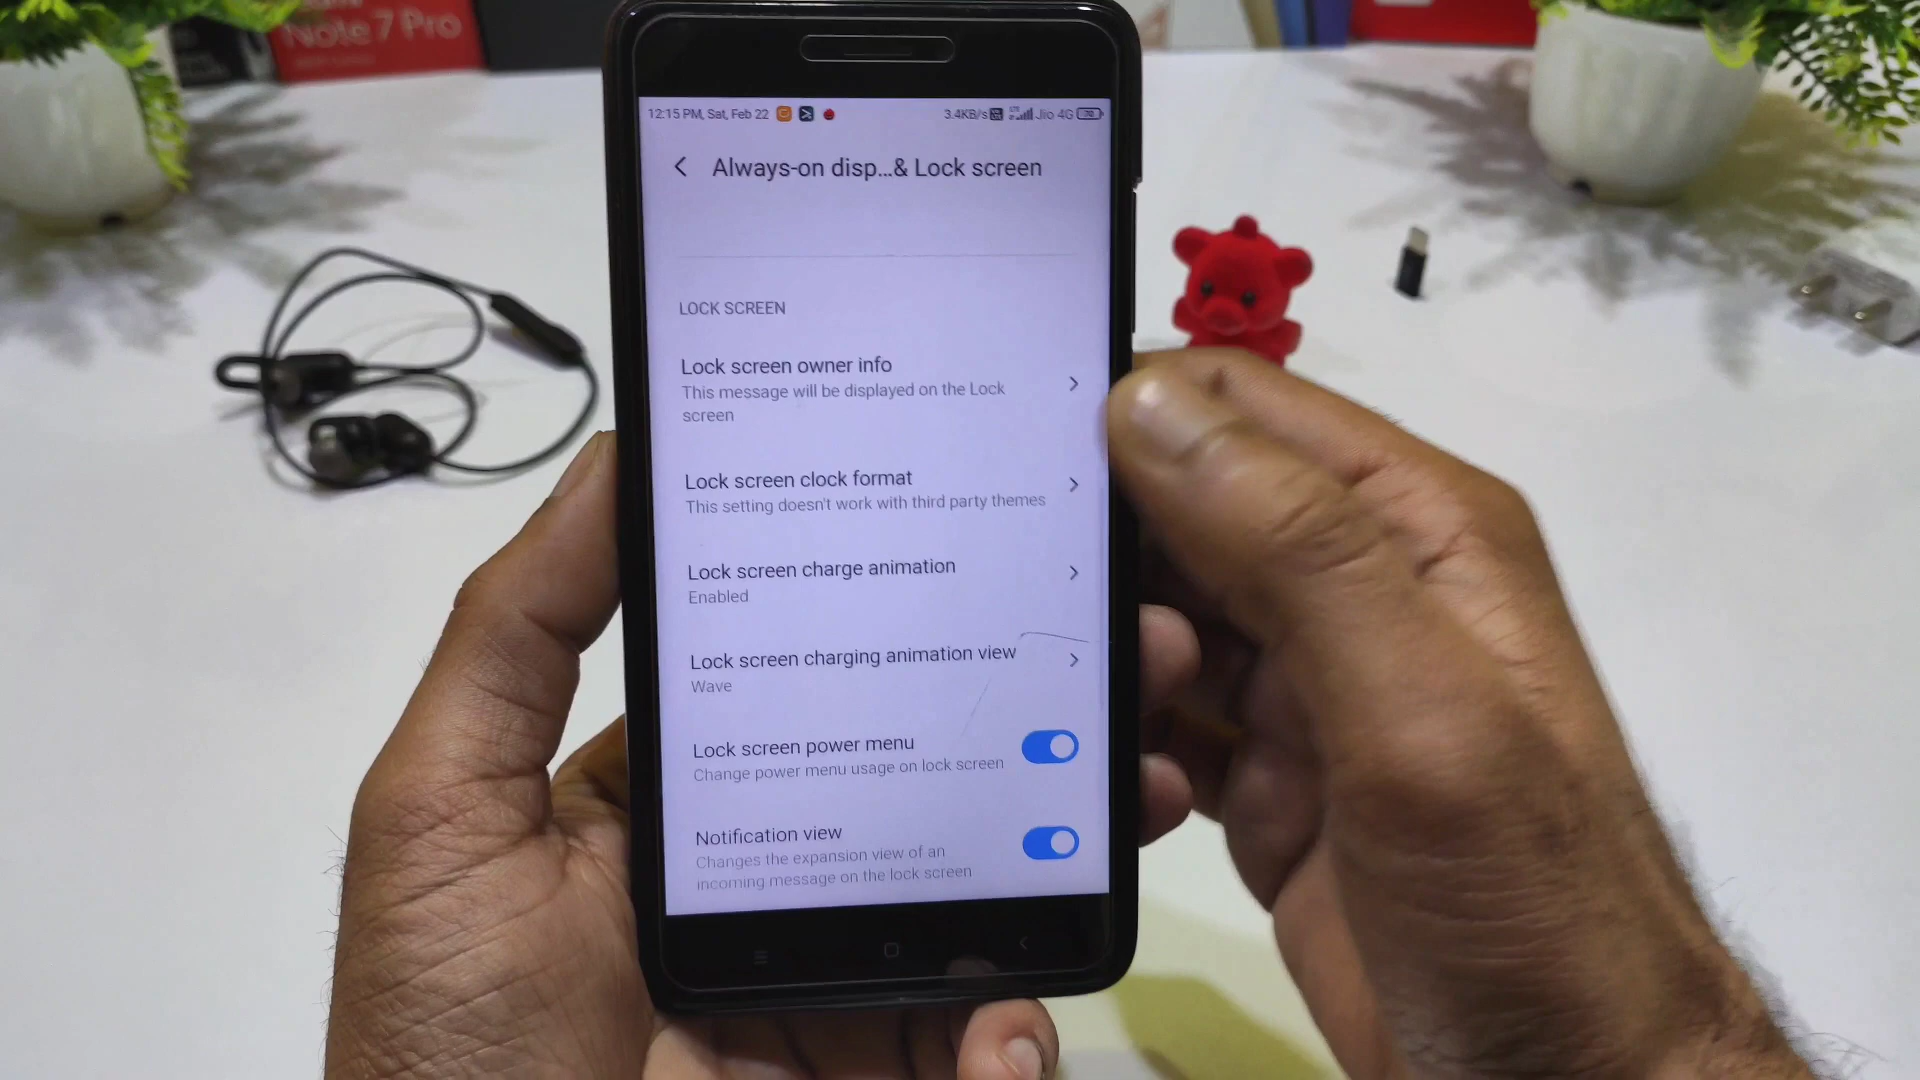 Note 7 Pro
12:15 PM, Sat, Feb 22
3.4KB/s
Jio 4G
Always-on disp...& Lock screen
LOCK SCREEN
Lock screen owner info
This message will be displayed on the Lock
screen
Lock screen clock format
This setting doesn't work with third party themes
Lock screen charge animation
Enabled
Lock screen charging animation view
Wave
Lock screen power menu
Change power menu usage on lock screen
Notification view
Changes the expansion view of an
incoming message on the lock screen